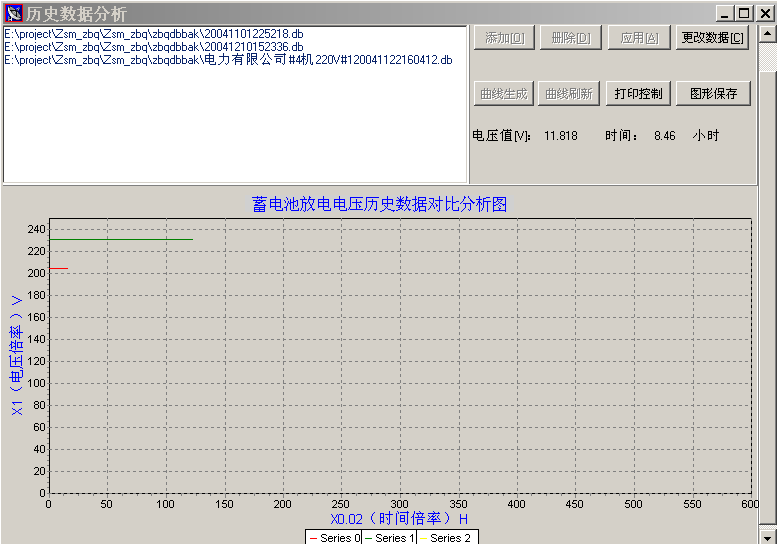 历史数据分析
E:\project\Zsm_zbq\Zsm_zbq\zbqdbbak\20041101225218.db
E:\project\Zsm_zbq\Zsm_zbq\zbqdbbak\20041210152336.db
E:\project\Zsm_zbq\Zsm_zbq\zbqdbbak\电力有限公司#4机220V#120041122160412.db
添加[O] 删除[D] 应用[A] 更改数据[C]
曲线生成 曲线刷新 打印控制 图形保存
电压值[V]： 11.818 时间： 8.46 小时
蓄电池放电电压历史数据对比分析图
240
220
200
180
160
140
120
100
80
60
40
20
0
X1（电压倍率）V
0 50 100 150 200 250 300 350 400 450 500 550 600
X0.02（时间倍率）H
Series 0 Series 1 Series 2